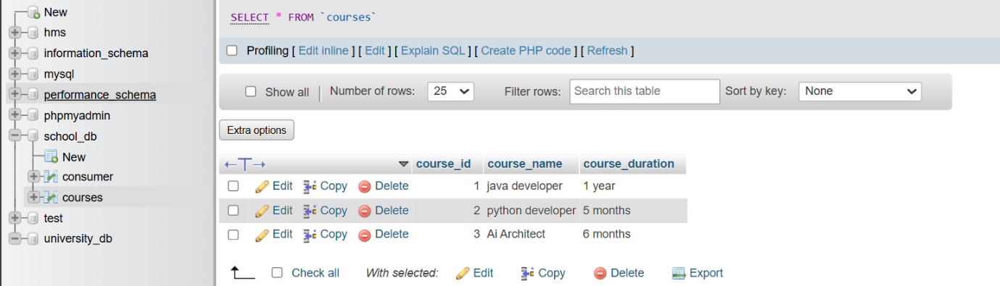 New
hms
information_schema
mysql
performance_schema
phpmyadmin
school_db
New
consumer
courses
test
university_db
SELECT * FROM `courses`
Profiling [ Edit inline ] [ Edit ] [ Explain SQL ] [ Create PHP code ] [ Refresh ]
Show all Number of rows: 25 Filter rows: Search this table Sort by key: None
Extra options
course_id course_name course_duration
Edit Copy Delete 1 java developer 1 year
Edit Copy Delete 2 python developer 5 months
Edit Copy Delete 3 Ai Architect 6 months
Check all With selected: Edit Copy Delete Export